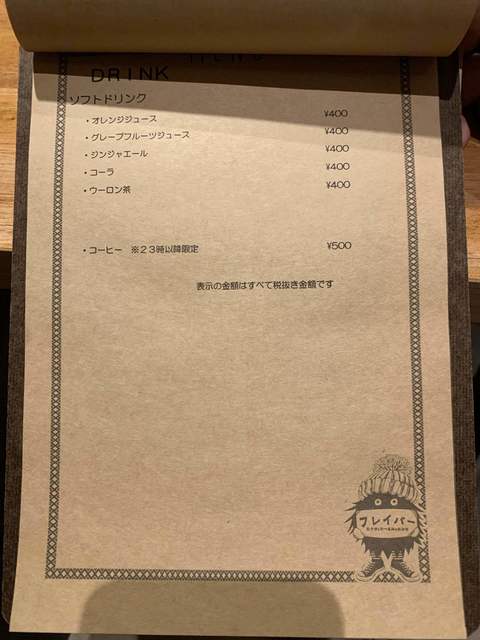 DRINK
ソフトドリンク
・オレンジジュース ¥400
・グレープフルーツジュース ¥400
・ジンジャエール ¥400
・コーラ ¥400
・ウーロン茶 ¥400
・コーヒー ※23時以降限定 ¥500
表示の金額はすべて税抜き金額です
フレイバー